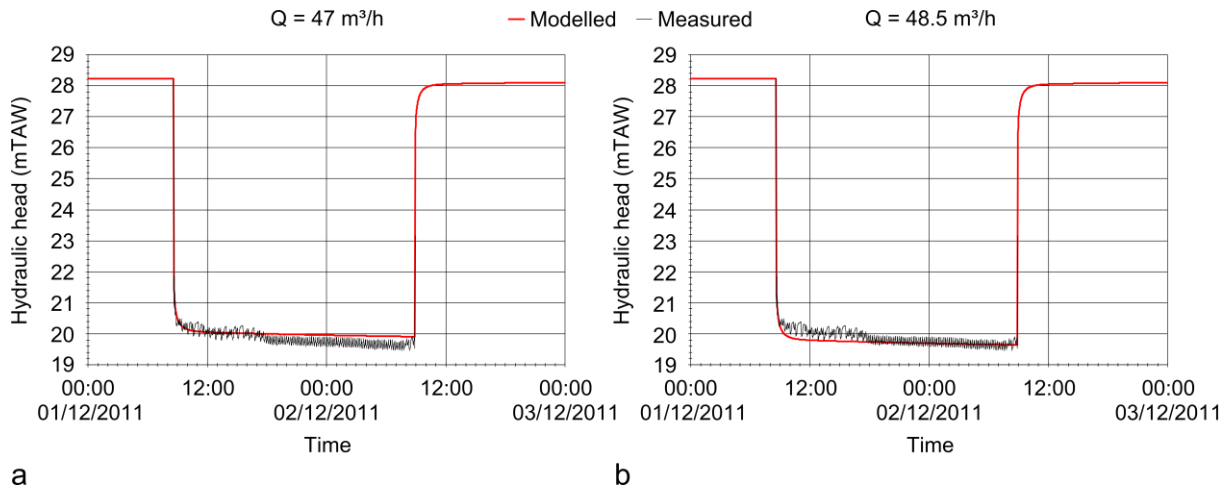 Q = 47 m³/h — Modelled — Measured Q = 48.5 m³/h
Hydraulic head (mTAW)
29
28
27
26
25
24
23
22
21
20
19
00:00 12:00 00:00 12:00 00:00
01/12/2011 02/12/2011 03/12/2011
Time
a
Hydraulic head (mTAW)
29
28
27
26
25
24
23
22
21
20
19
00:00 12:00 00:00 12:00 00:00
01/12/2011 02/12/2011 03/12/2011
Time
b